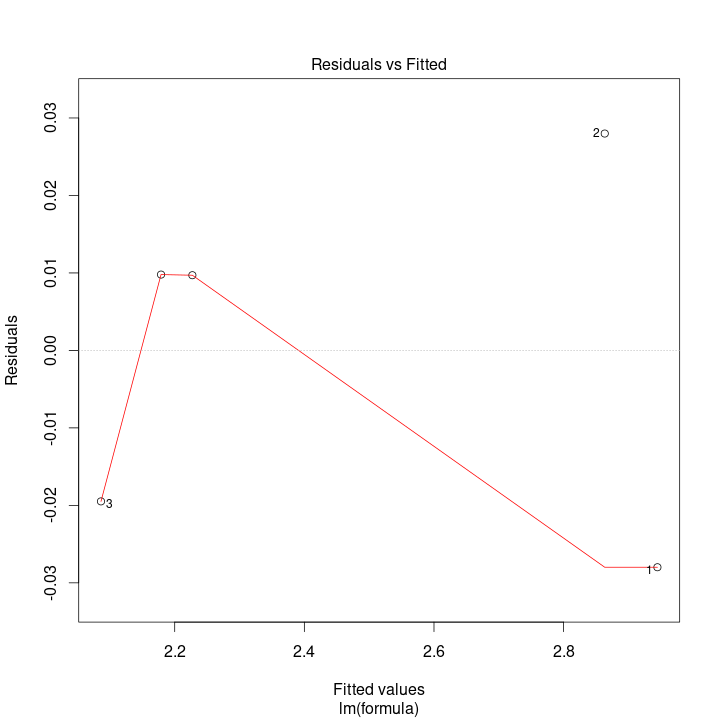 Residuals vs Fitted
Residuals
0.03
0.02
0.01
0.00
-0.01
-0.02
-0.03
2
3
1
2.2 2.4 2.6 2.8
Fitted values
lm(formula)